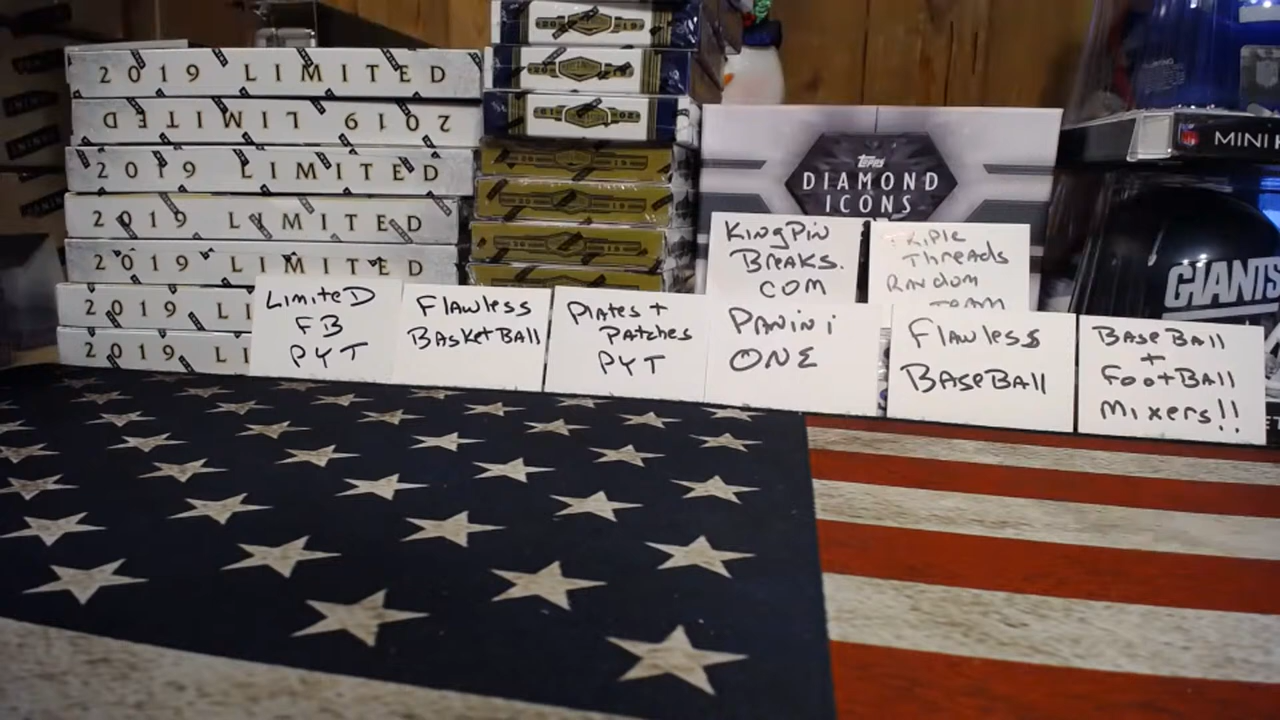 2019 LIMITED
2019 LIMITED
2019 LIMITED
2019 LIMITED
2019 LIMITED
2019 LI
2019 LI
Topps
DIAMOND
ICONS
MINI
GIANTS
KINGPIN
BREAKS.
COM
TRIPLE
THREADS
RANDOM
TEAM
LIMITED
FB
PYT
FLAWLESS
BASKETBALL
PLATES +
PATCHES
PYT
PANINI
ONE
FLAWLESS
BASEBALL
BASEBALL
+
FOOTBALL
MIXERS!!